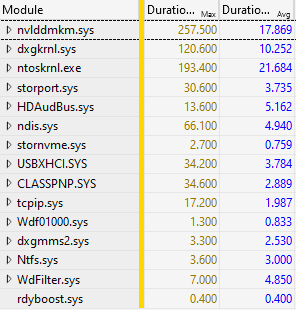 Module Duratio... Max Duratio... Avg
nvlddmkm.sys 257.500 17.869
dxgkrnl.sys 120.600 10.252
ntoskrnl.exe 193.400 21.684
storport.sys 30.600 3.735
HDAudBus.sys 13.600 5.162
ndis.sys 66.100 4.940
stornvme.sys 2.700 0.759
USBXHCI.SYS 34.200 3.784
CLASSPNP.SYS 34.600 2.889
tcpip.sys 17.200 1.987
Wdf01000.sys 1.300 0.833
dxgmms2.sys 3.300 2.530
Ntfs.sys 3.600 3.000
WdFilter.sys 7.000 4.850
rdyboost.sys 0.400 0.400